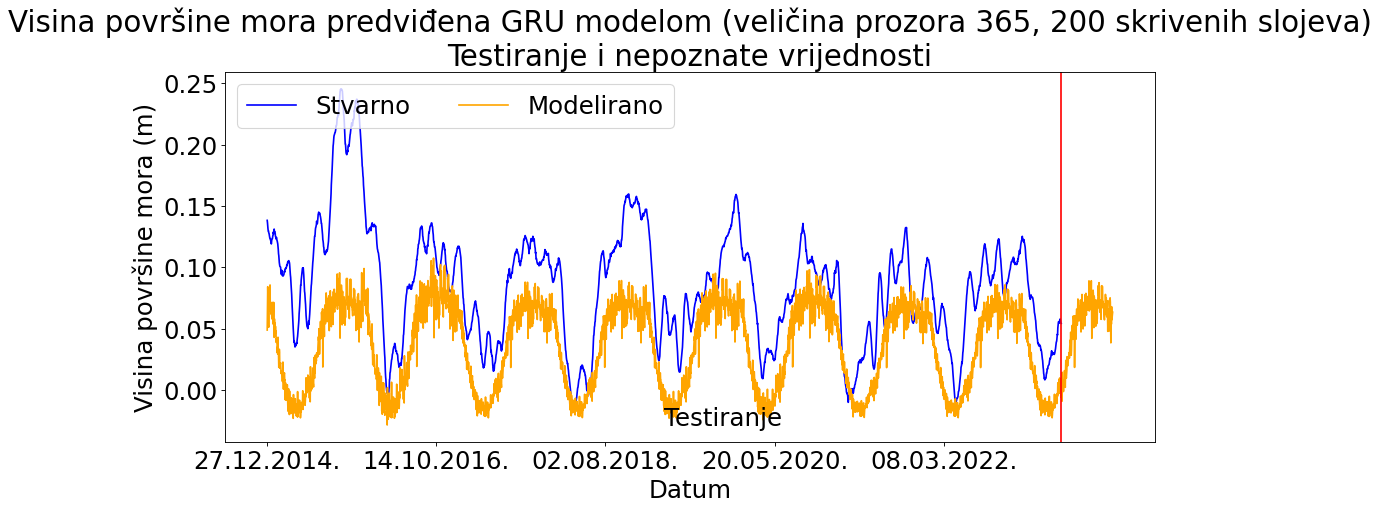 Visina površine mora predviđena GRU modelom (veličina prozora 365, 200 skrivenih slojeva)
Testiranje i nepoznate vrijednosti
Stvarno
Modelirano
Visina površine mora (m)
0.25
0.20
0.15
0.10
0.05
0.00
Testiranje
27.12.2014.
14.10.2016.
02.08.2018.
20.05.2020.
08.03.2022.
Datum